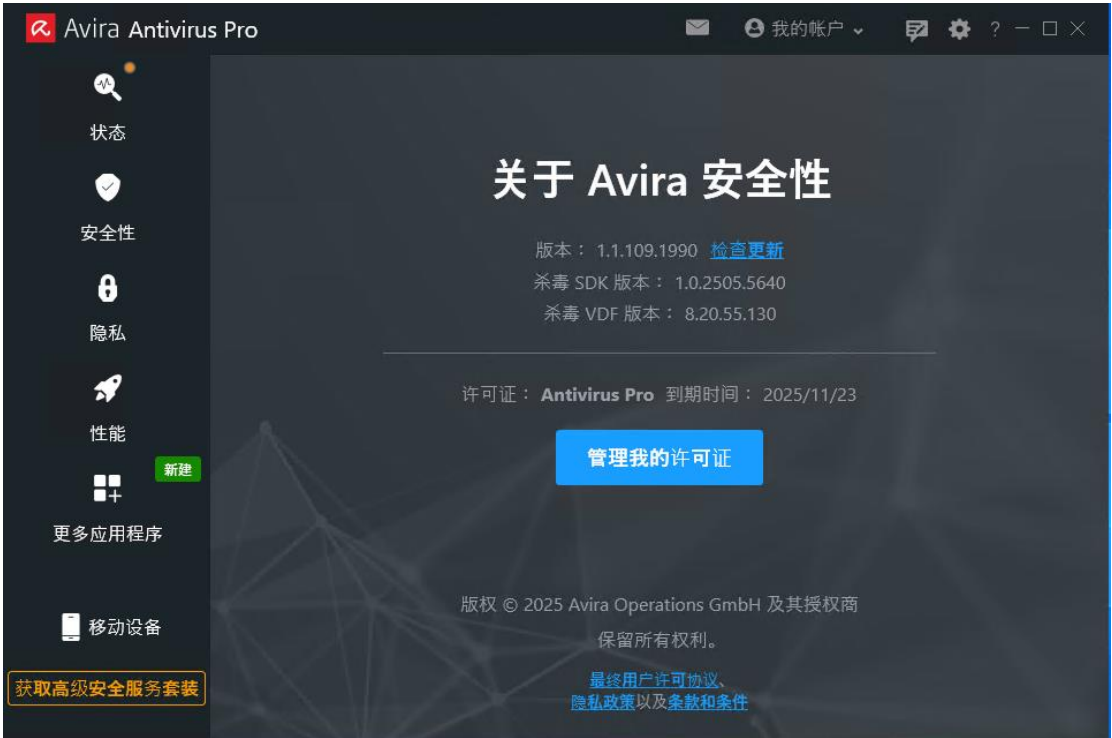 Avira Antivirus Pro
我的帐户
?
状态
安全性
隐私
性能
新建
更多应用程序
移动设备
获取高级安全服务套装
关于 Avira 安全性
版本： 1.1.109.1990 检查更新
杀毒 SDK 版本： 1.0.2505.5640
杀毒 VDF 版本： 8.20.55.130
许可证： Antivirus Pro 到期时间： 2025/11/23
管理我的许可证
版权 © 2025 Avira Operations GmbH 及其授权商
保留所有权利。
最终用户许可协议、
隐私政策以及条款和条件